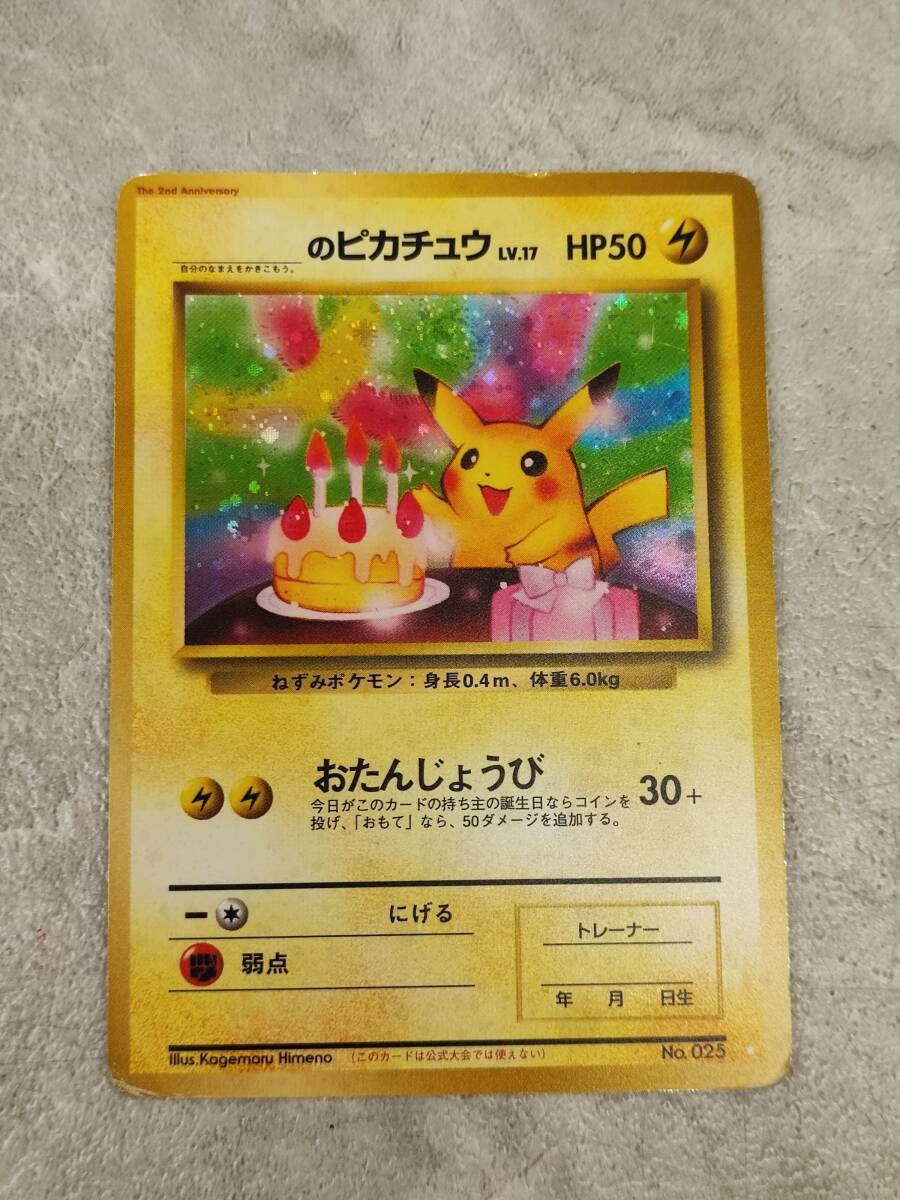 The 2nd Anniversary
のピカチュウ LV.17 HP50
自分のなまえをかきこもう。
ねずみポケモン：身長0.4m、体重6.0kg
おたんじょうび 30+
今日がこのカードの持ち主の誕生日ならコインを
投げ、「おもて」なら、50ダメージを追加する。
にげる
弱点
トレーナー
年 月 日生
Illus.Kagemaru Himeno （このカードは公式大会では使えない） No. 025